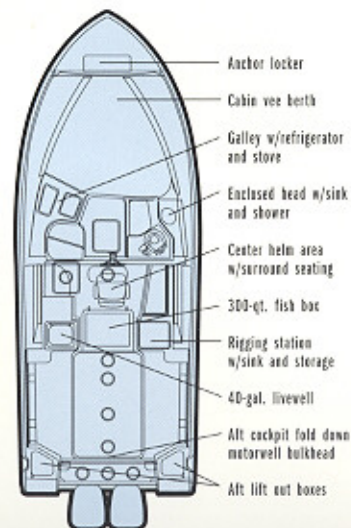 Anchor locker
Cabin vee berth
Galley w/refrigerator
and stove
Enclosed head w/sink
and shower
Center helm area
w/surround seating
300-qt. fish box
Rigging station
w/sink and storage
40-gal. livewell
Aft cockpit fold down
motorwell bulkhead
Aft lift out boxes